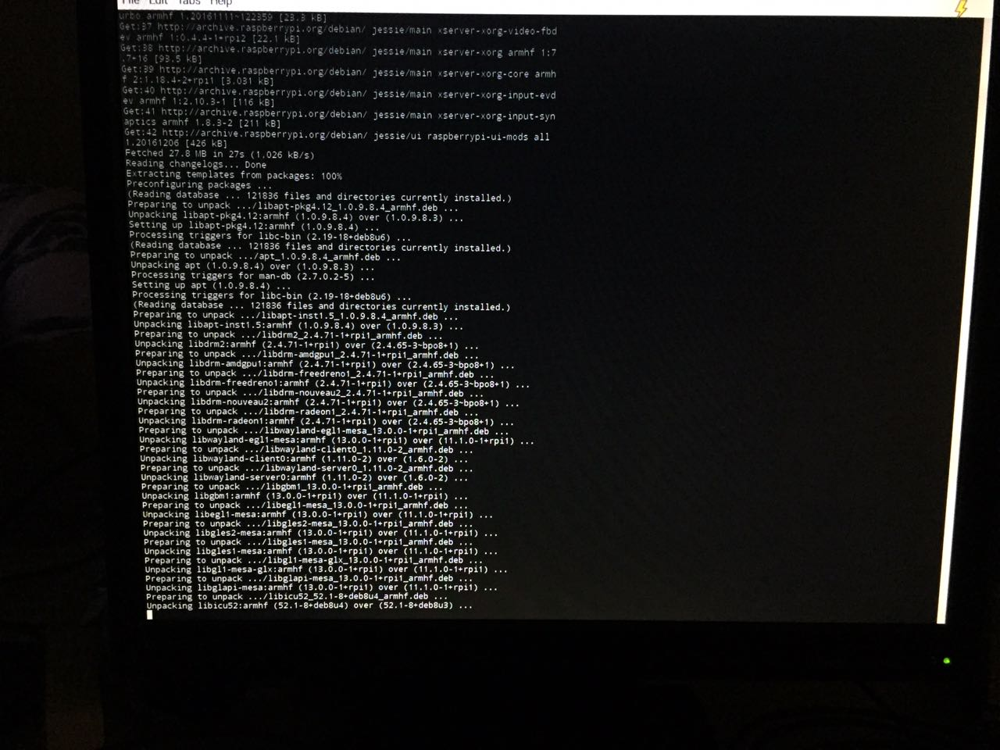 File Edit Tabs Help
urbo armhf 1.20161111~122359 [23.3 kB]
Get:37 http://archive.raspberrypi.org/debian/ jessie/main xserver-xorg-video-fbd
ev armhf 1:0.4.4-1+rpi2 [22.1 kB]
Get:38 http://archive.raspberrypi.org/debian/ jessie/main xserver-xorg armhf 1:7
.7+16 [93.5 kB]
Get:39 http://archive.raspberrypi.org/debian/ jessie/main xserver-xorg-core armh
f 2:1.18.4-2+rpi1 [3,031 kB]
Get:40 http://archive.raspberrypi.org/debian/ jessie/main xserver-xorg-input-evd
ev armhf 1:2.10.3-1 [116 kB]
Get:41 http://archive.raspberrypi.org/debian/ jessie/main xserver-xorg-input-syn
aptics armhf 1.8.3-2 [211 kB]
Get:42 http://archive.raspberrypi.org/debian/ jessie/ui raspberrypi-ui-mods all
1.20161206 [426 kB]
Fetched 27.8 MB in 27s (1,026 kB/s)
Reading changelogs... Done
Extracting templates from packages: 100%
Preconfiguring packages ...
(Reading database ... 121836 files and directories currently installed.)
Preparing to unpack .../libapt-pkg4.12_1.0.9.8.4_armhf.deb ...
Unpacking libapt-pkg4.12:armhf (1.0.9.8.4) over (1.0.9.8.3) ...
Setting up libapt-pkg4.12:armhf (1.0.9.8.4) ...
Processing triggers for libc-bin (2.19-18+deb8u6) ...
(Reading database ... 121836 files and directories currently installed.)
Preparing to unpack .../apt_1.0.9.8.4_armhf.deb ...
Unpacking apt (1.0.9.8.4) over (1.0.9.8.3) ...
Processing triggers for man-db (2.7.0.2-5) ...
Setting up apt (1.0.9.8.4) ...
Processing triggers for libc-bin (2.19-18+deb8u6) ...
(Reading database ... 121836 files and directories currently installed.)
Preparing to unpack .../libapt-inst1.5_1.0.9.8.4_armhf.deb ...
Unpacking libapt-inst1.5:armhf (1.0.9.8.4) over (1.0.9.8.3) ...
Preparing to unpack .../libdrm2_2.4.71-1+rpi1_armhf.deb ...
Unpacking libdrm2:armhf (2.4.71-1+rpi1) over (2.4.65-3~bpo8+1) ...
Preparing to unpack .../libdrm-amdgpu1_2.4.71-1+rpi1_armhf.deb ...
Unpacking libdrm-amdgpu1:armhf (2.4.71-1+rpi1) over (2.4.65-3~bpo8+1) ...
Preparing to unpack .../libdrm-freedreno1_2.4.71-1+rpi1_armhf.deb ...
Unpacking libdrm-freedreno1:armhf (2.4.71-1+rpi1) over (2.4.65-3~bpo8+1) ...
Preparing to unpack .../libdrm-nouveau2_2.4.71-1+rpi1_armhf.deb ...
Unpacking libdrm-nouveau2:armhf (2.4.71-1+rpi1) over (2.4.65-3~bpo8+1) ...
Preparing to unpack .../libdrm-radeon1_2.4.71-1+rpi1_armhf.deb ...
Unpacking libdrm-radeon1:armhf (2.4.71-1+rpi1) over (2.4.65-3~bpo8+1) ...
Preparing to unpack .../libwayland-egl1-mesa_13.0.0-1+rpi1_armhf.deb ...
Unpacking libwayland-egl1-mesa:armhf (13.0.0-1+rpi1) over (11.1.0-1+rpi1) ...
Preparing to unpack .../libwayland-client0_1.11.0-2_armhf.deb ...
Unpacking libwayland-client0:armhf (1.11.0-2) over (1.6.0-2) ...
Preparing to unpack .../libwayland-server0_1.11.0-2_armhf.deb ...
Unpacking libwayland-server0:armhf (1.11.0-2) over (1.6.0-2) ...
Preparing to unpack .../libgbm1_13.0.0-1+rpi1_armhf.deb ...
Unpacking libgbm1:armhf (13.0.0-1+rpi1) over (11.1.0-1+rpi1) ...
Preparing to unpack .../libegl1-mesa_13.0.0-1+rpi1_armhf.deb ...
Unpacking libegl1-mesa:armhf (13.0.0-1+rpi1) over (11.1.0-1+rpi1) ...
Preparing to unpack .../libgles2-mesa_13.0.0-1+rpi1_armhf.deb ...
Unpacking libgles2-mesa:armhf (13.0.0-1+rpi1) over (11.1.0-1+rpi1) ...
Preparing to unpack .../libgles1-mesa_13.0.0-1+rpi1_armhf.deb ...
Unpacking libgles1-mesa:armhf (13.0.0-1+rpi1) over (11.1.0-1+rpi1) ...
Preparing to unpack .../libgl1-mesa-glx_13.0.0-1+rpi1_armhf.deb ...
Unpacking libgl1-mesa-glx:armhf (13.0.0-1+rpi1) over (11.1.0-1+rpi1) ...
Preparing to unpack .../libglapi-mesa_13.0.0-1+rpi1_armhf.deb ...
Unpacking libglapi-mesa:armhf (13.0.0-1+rpi1) over (11.1.0-1+rpi1) ...
Preparing to unpack .../libicu52_52.1-8+deb8u4_armhf.deb ...
Unpacking libicu52:armhf (52.1-8+deb8u4) over (52.1-8+deb8u3) ...